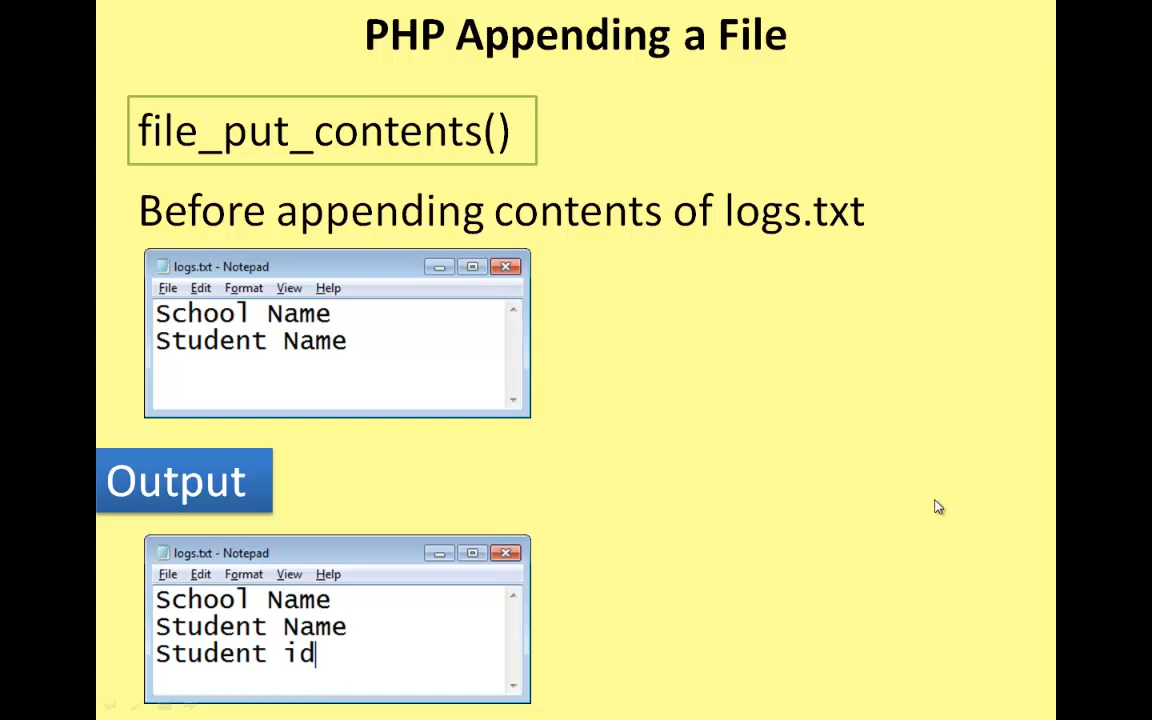 PHP Appending a File
file_put_contents()
Before appending contents of logs.txt
logs.txt - Notepad
File Edit Format View Help
School Name
Student Name
Output
logs.txt - Notepad
File Edit Format View Help
School Name
Student Name
Student id